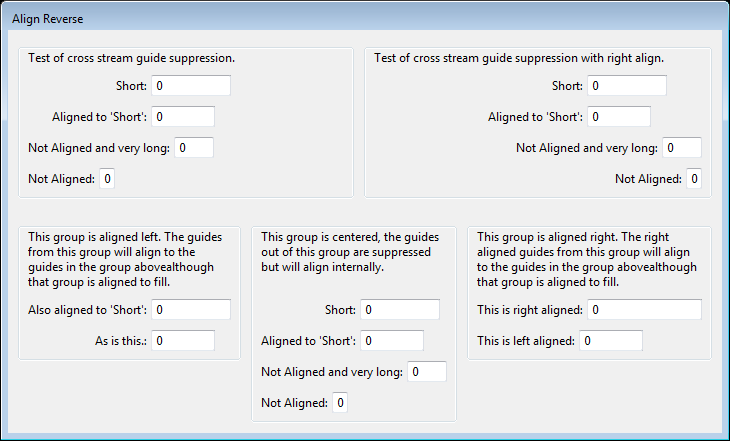 Align Reverse
Test of cross stream guide suppression.
Short: 0
Aligned to 'Short': 0
Not Aligned and very long: 0
Not Aligned: 0
Test of cross stream guide suppression with right align.
Short: 0
Aligned to 'Short': 0
Not Aligned and very long: 0
Not Aligned: 0
This group is aligned left. The guides
from this group will align to the
guides in the group abovealthough
that group is aligned to fill.
Also aligned to 'Short': 0
As is this.: 0
This group is centered, the guides
out of this group are suppressed
but will align internally.
Short: 0
Aligned to 'Short': 0
Not Aligned and very long: 0
Not Aligned: 0
This group is aligned right. The right
aligned guides from this group will align
to the guides in the group abovealthough
that group is aligned to fill.
This is right aligned: 0
This is left aligned: 0